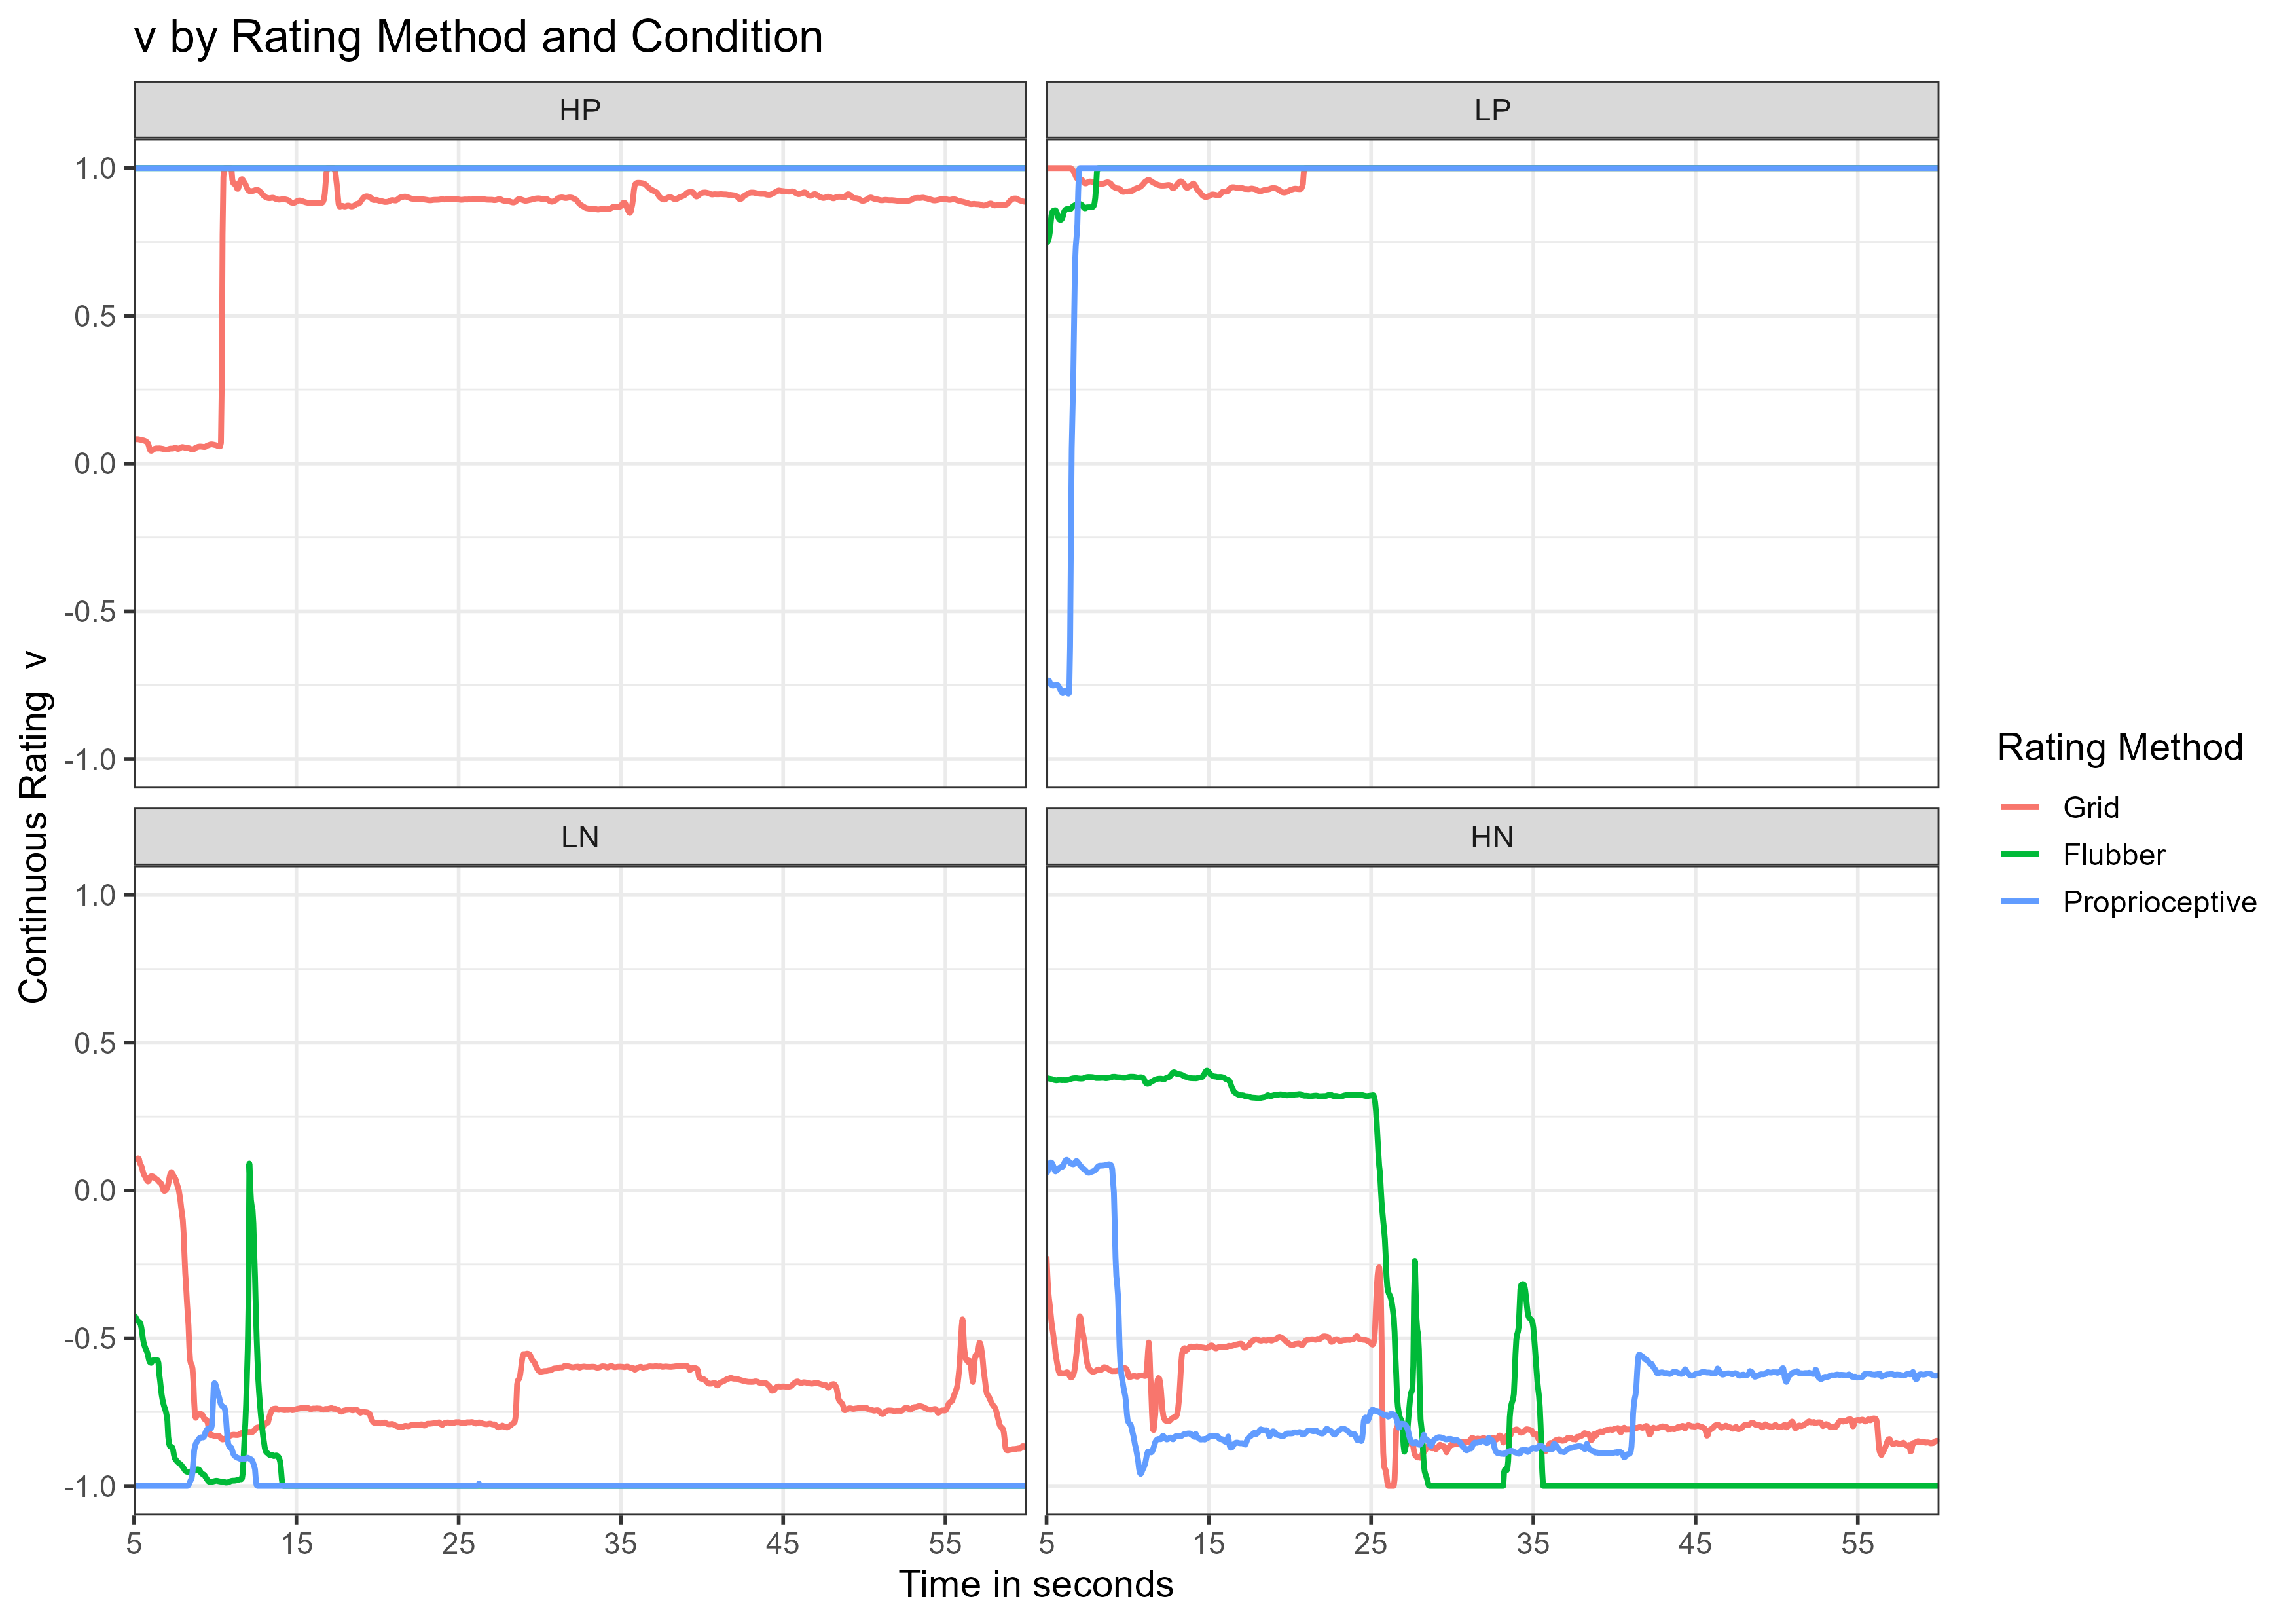 v by Rating Method and Condition
HP
LP
1.0
0.5
0.0
-0.5
-1.0
LN
HN
1.0
0.5
0.0
-0.5
-1.0
5 15 25 35 45 55
5 15 25 35 45 55
Time in seconds
Continuous Rating v
Rating Method
Grid
Flubber
Proprioceptive